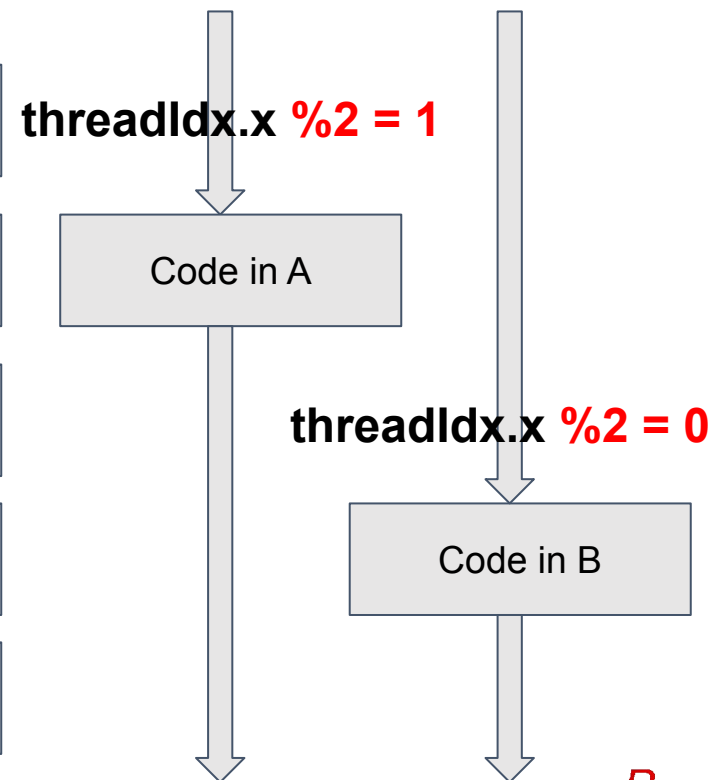 threadIdx.x %2 = 1
Code in A
threadIdx.x %2 = 0
Code in B